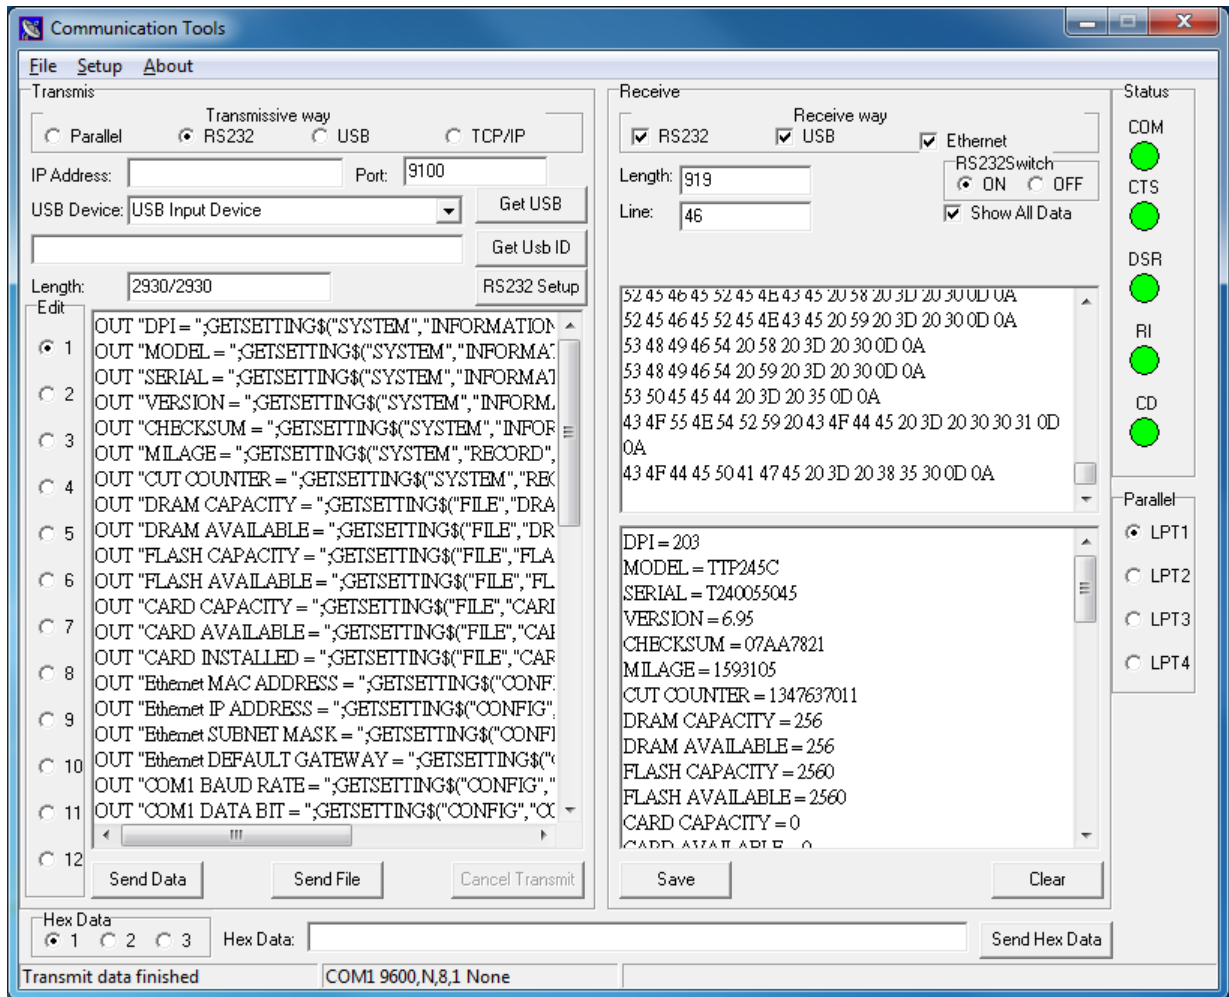 Communication Tools
File Setup About
Transmis
Transmissive way
Parallel RS232 USB TCP/IP
IP Address: Port: 9100
USB Device: USB Input Device Get USB
Get Usb ID
Length: 2930/2930 RS232 Setup
Edit
1
2
3
4
5
6
7
8
9
10
11
12
OUT "DPI = ";GETSETTING$("SYSTEM","INFORMATION
OUT "MODEL = ";GETSETTING$("SYSTEM","INFORMAT
OUT "SERIAL = ";GETSETTING$("SYSTEM","INFORMAT
OUT "VERSION = ";GETSETTING$("SYSTEM","INFORM
OUT "CHECKSUM = ";GETSETTING$("SYSTEM","INFOR
OUT "MILAGE = ";GETSETTING$("SYSTEM","RECORD",
OUT "CUT COUNTER = ";GETSETTING$("SYSTEM","REC
OUT "DRAM CAPACITY = ";GETSETTING$("FILE","DRA
OUT "DRAM AVAILABLE = ";GETSETTING$("FILE","DR
OUT "FLASH CAPACITY = ";GETSETTING$("FILE","FLA
OUT "FLASH AVAILABLE = ";GETSETTING$("FILE","FL
OUT "CARD CAPACITY = ";GETSETTING$("FILE","CARI
OUT "CARD AVAILABLE = ";GETSETTING$("FILE","CAF
OUT "CARD INSTALLED = ";GETSETTING$("FILE","CAR
OUT "Ethernet MAC ADDRESS = ";GETSETTING$("CONF
OUT "Ethernet IP ADDRESS = ";GETSETTING$("CONFIG",
OUT "Ethernet SUBNET MASK = ";GETSETTING$("CONFI
OUT "Ethernet DEFAULT GATEWAY = ";GETSETTING$("
OUT "COM1 BAUD RATE = ";GETSETTING$("CONFIG","
OUT "COM1 DATA BIT = ";GETSETTING$("CONFIG","CO
Send Data Send File Cancel Transmit
Receive
Receive way
RS232 USB Ethernet
Length: 919
RS232Switch
ON OFF
Line: 46
Show All Data
52 45 46 45 52 45 4E 43 45 20 58 20 3D 20 30 0D 0A
52 45 46 45 52 45 4E 43 45 20 59 20 3D 20 30 0D 0A
53 48 49 46 54 20 58 20 3D 20 30 0D 0A
53 48 49 46 54 20 59 20 3D 20 30 0D 0A
53 50 45 45 44 20 3D 20 35 0D 0A
43 4F 55 4E 54 52 59 20 43 4F 44 45 20 3D 20 30 30 31 0D
0A
43 4F 44 45 50 41 47 45 20 3D 20 38 35 30 0D 0A
DPI = 203
MODEL = TTP245C
SERIAL = T240055045
VERSION = 6.95
CHECKSUM = 07AA7821
MILAGE = 1593105
CUT COUNTER = 1347637011
DRAM CAPACITY = 256
DRAM AVAILABLE = 256
FLASH CAPACITY = 2560
FLASH AVAILABLE = 2560
CARD CAPACITY = 0
CARD AVAILABLE = 0
Save Clear
Status
COM
CTS
DSR
RI
CD
Parallel
LPT1
LPT2
LPT3
LPT4
Hex Data
1 2 3 Hex Data: Send Hex Data
Transmit data finished COM1 9600,N,8,1 None